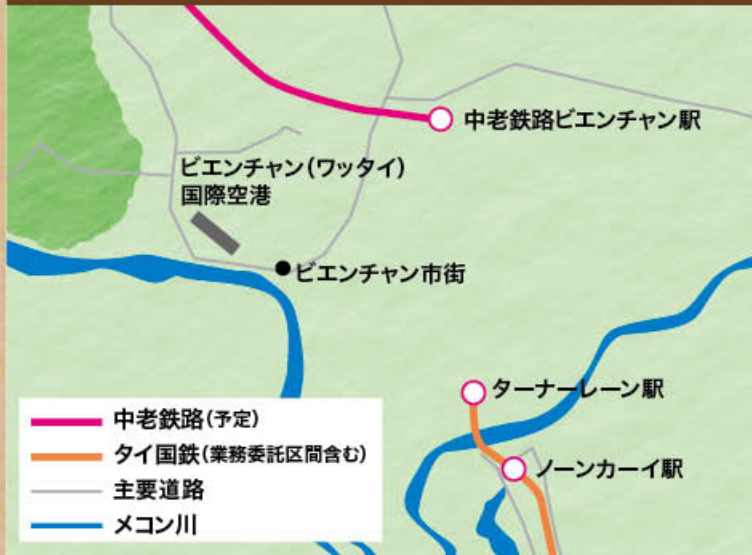 中老鉄路ビエンチャン駅
ビエンチャン(ワッタイ)
国際空港
ビエンチャン市街
ターナーレーン駅
ノーンカーイ駅
中老鉄路(予定)
タイ国鉄(業務委託区間含む)
主要道路
メコン川